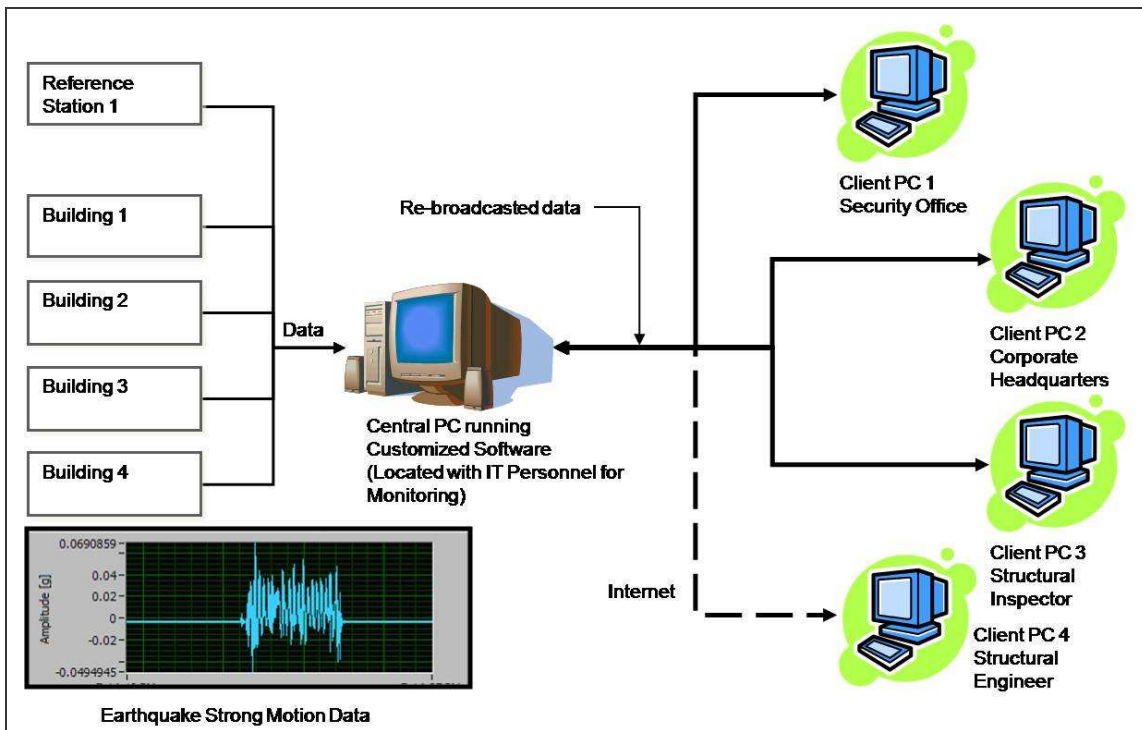 Reference
Station 1
Building 1
Building 2
Building 3
Building 4
Data
Central PC running
Customized Software
(Located with IT Personnel for
Monitoring)
Re-broadcasted data
Client PC 1
Security Office
Client PC 2
Corporate
Headquarters
Client PC 3
Structural
Inspector
Internet
Client PC 4
Structural
Engineer
0.0690859
0.04
0.02
0
-0.02
-0.0494945
Amplitude [g]
Earthquake Strong Motion Data